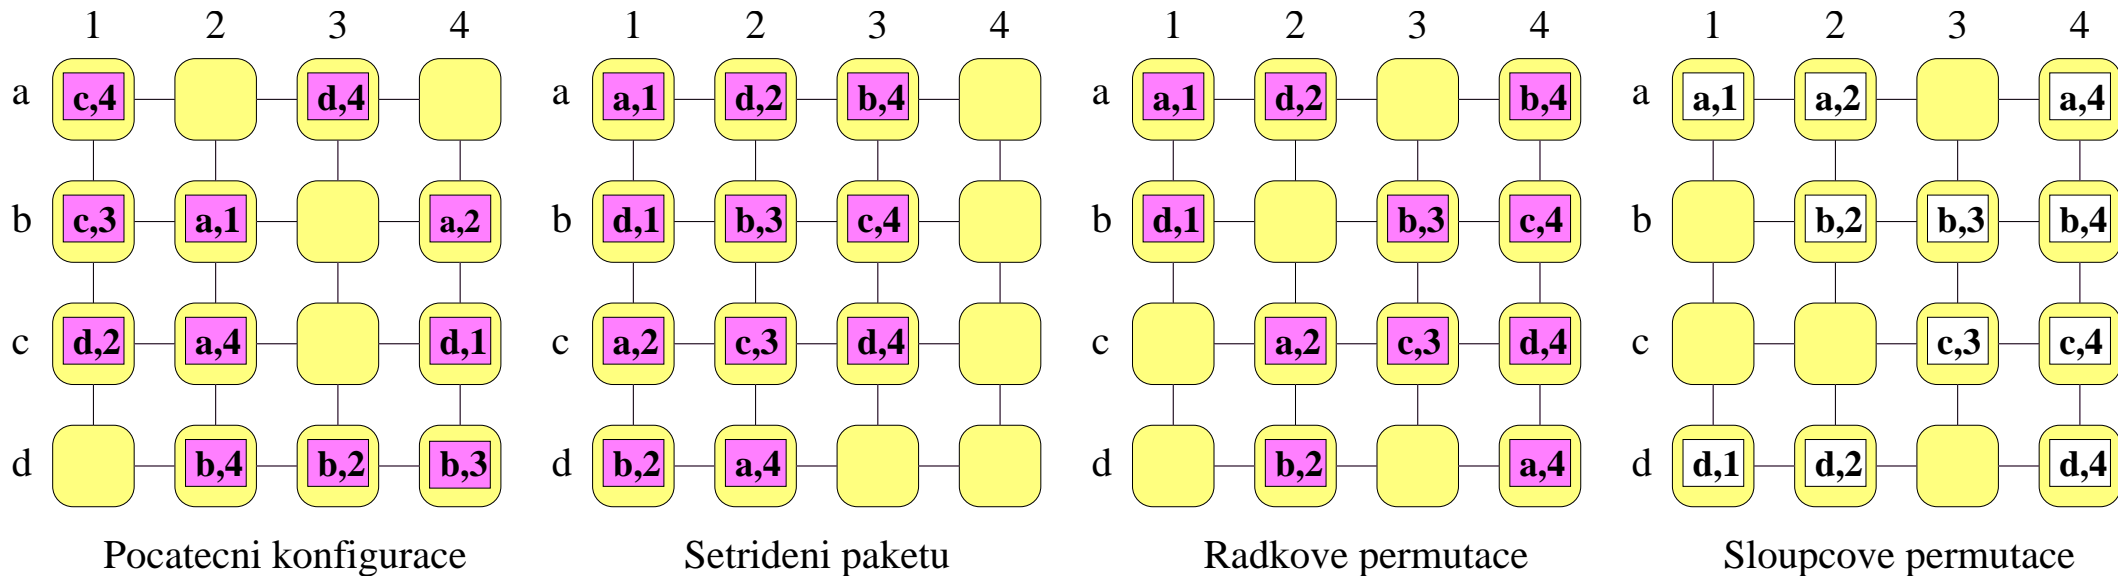 1 2 3 4 1 2 3 4 1 2 3 4 1 2 3 4
a c,4 d,4 a a,1 d,2 b,4 a a,1 d,2 b,4 a a,1 a,2 a,4
b c,3 a,1 a,2 b d,1 b,3 c,4 b d,1 b,3 c,4 b b,2 b,3 b,4
c d,2 a,4 d,1 c a,2 c,3 d,4 c a,2 c,3 d,4 c c,3 c,4
d b,4 b,2 b,3 d b,2 a,4 d b,2 a,4 d d,1 d,2 d,4
Pocatecni konfigurace Setrideni paketu Radkove permutace Sloupcove permutace